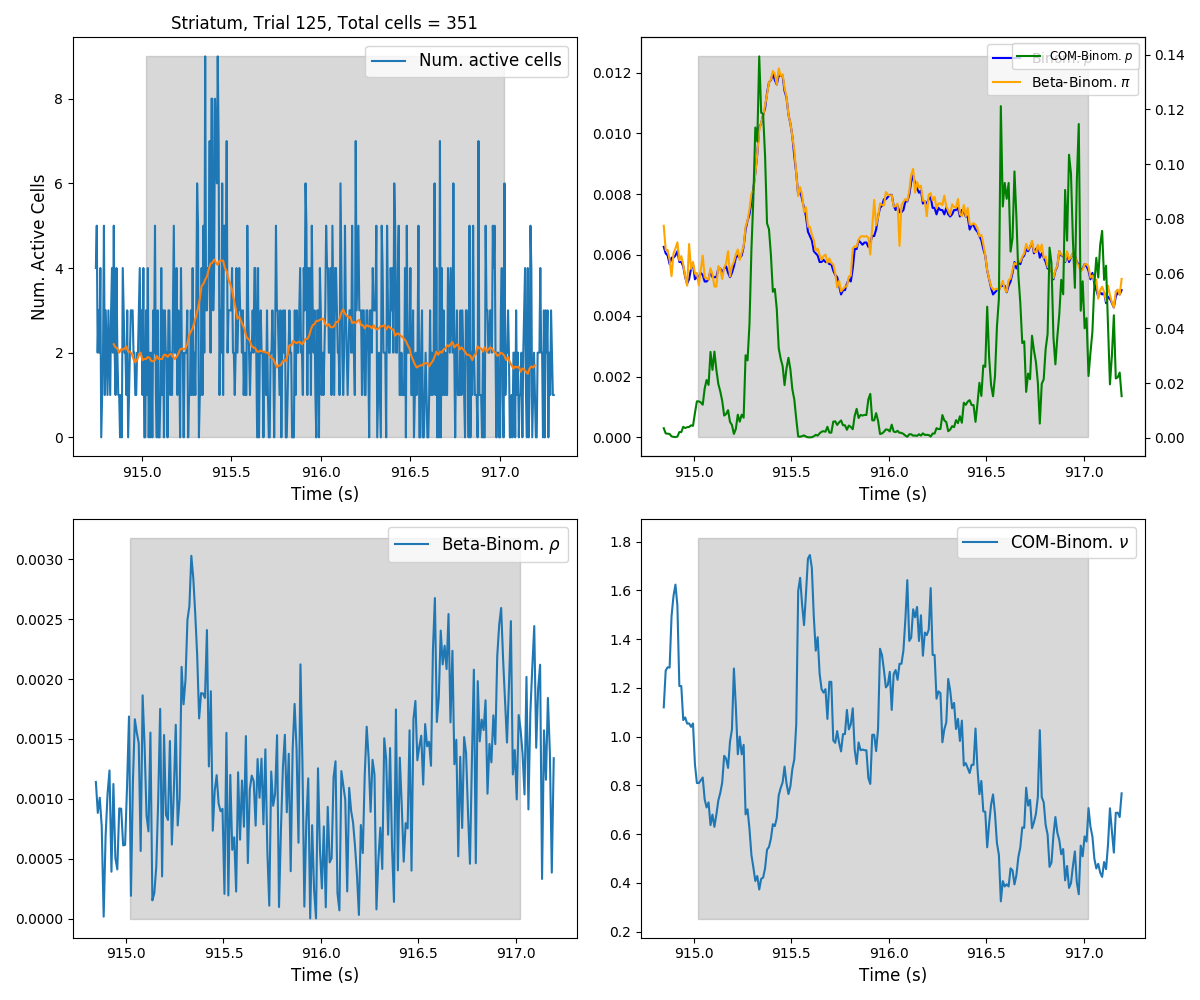 Striatum, Trial 125, Total cells = 351
Num. active cells
Num. Active Cells
8
6
4
2
0
915.0 915.5 916.0 916.5 917.0
Time (s)
COM-Binom. p
Beta-Binom. π
0.012
0.010
0.008
0.006
0.004
0.002
0.000
0.14
0.12
0.10
0.08
0.06
0.04
0.02
0.00
915.0 915.5 916.0 916.5 917.0
Time (s)
Beta-Binom. ρ
0.0030
0.0025
0.0020
0.0015
0.0010
0.0005
0.0000
915.0 915.5 916.0 916.5 917.0
Time (s)
COM-Binom. ν
1.8
1.6
1.4
1.2
1.0
0.8
0.6
0.4
0.2
915.0 915.5 916.0 916.5 917.0
Time (s)